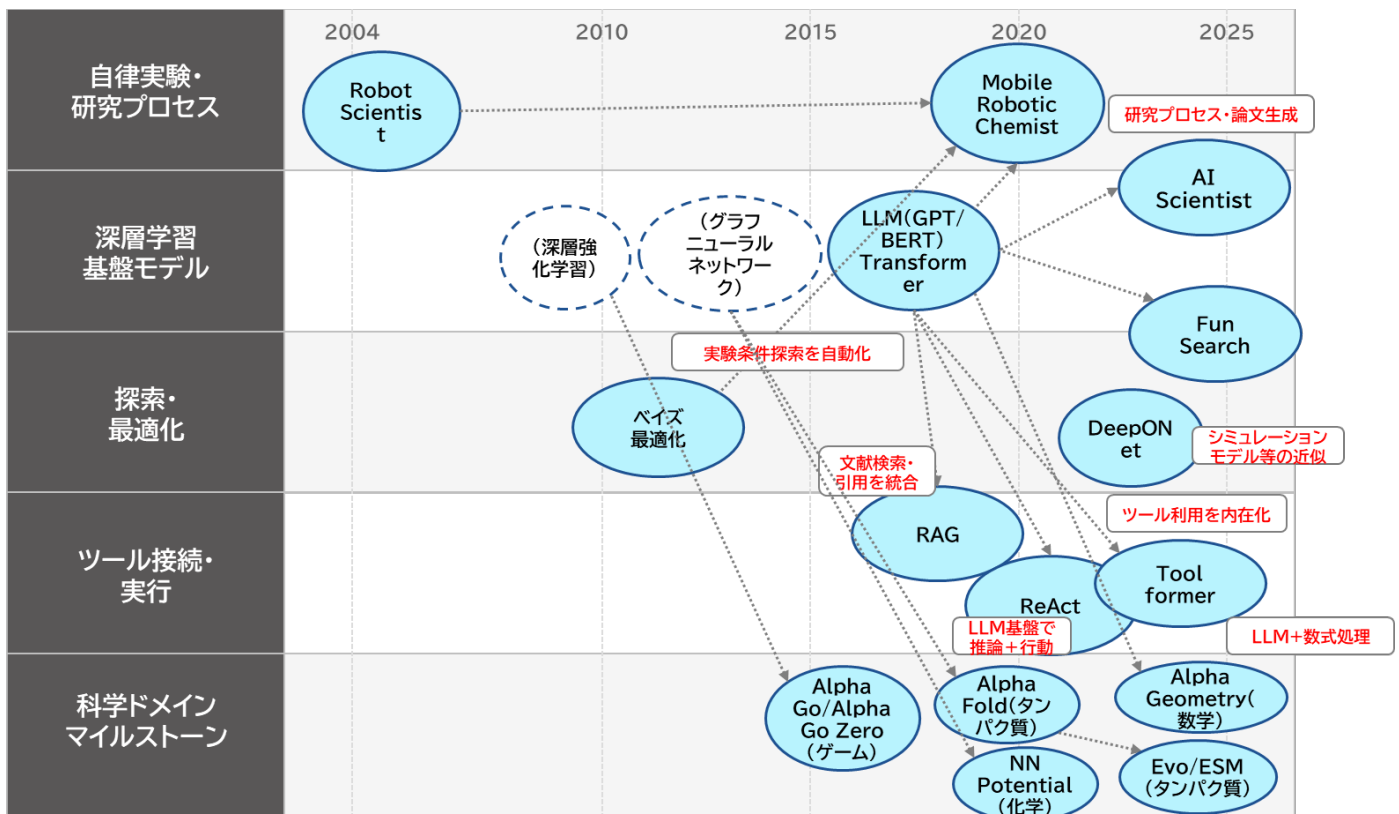 2004
2010
2015
2020
2025
自律実験・
研究プロセス
Robot
Scientis
t
Mobile
Robotic
Chemist
研究プロセス・論文生成
AI
Scientist
深層学習
基盤モデル
(深層強
化学習)
(グラフ
ニューラル
ネットワー
ク)
LLM(GPT/
BERT)
Transform
er
Fun
Search
実験条件探索を自動化
探索・
最適化
ベイズ
最適化
DeepON
et
シミュレーション
モデル等の近似
文献検索・
引用を統合
ツール接続・
実行
RAG
ツール利用を内在化
Tool
former
ReAct
LLM基盤で
推論+行動
LLM+数式処理
科学ドメイン
マイルストーン
Alpha
Go/Alpha
Go Zero
(ゲーム)
Alpha
Fold(タン
パク質)
Alpha
Geometry(
数学)
NN
Potential
(化学)
Evo/ESM
(タンパク質)